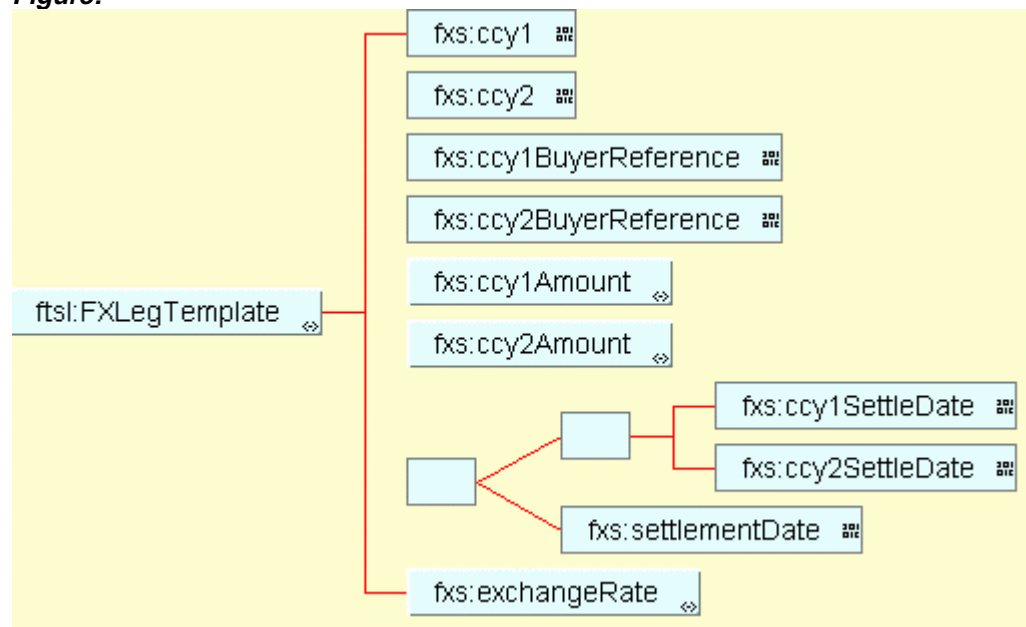 Figure:
fxs:ccy1
fxs:ccy2
fxs:ccy1BuyerReference
fxs:ccy2BuyerReference
fxs:ccy1Amount
ftsl:FXLegTemplate
fxs:ccy2Amount
fxs:ccy1SettleDate
fxs:ccy2SettleDate
fxs:settlementDate
fxs:exchangeRate